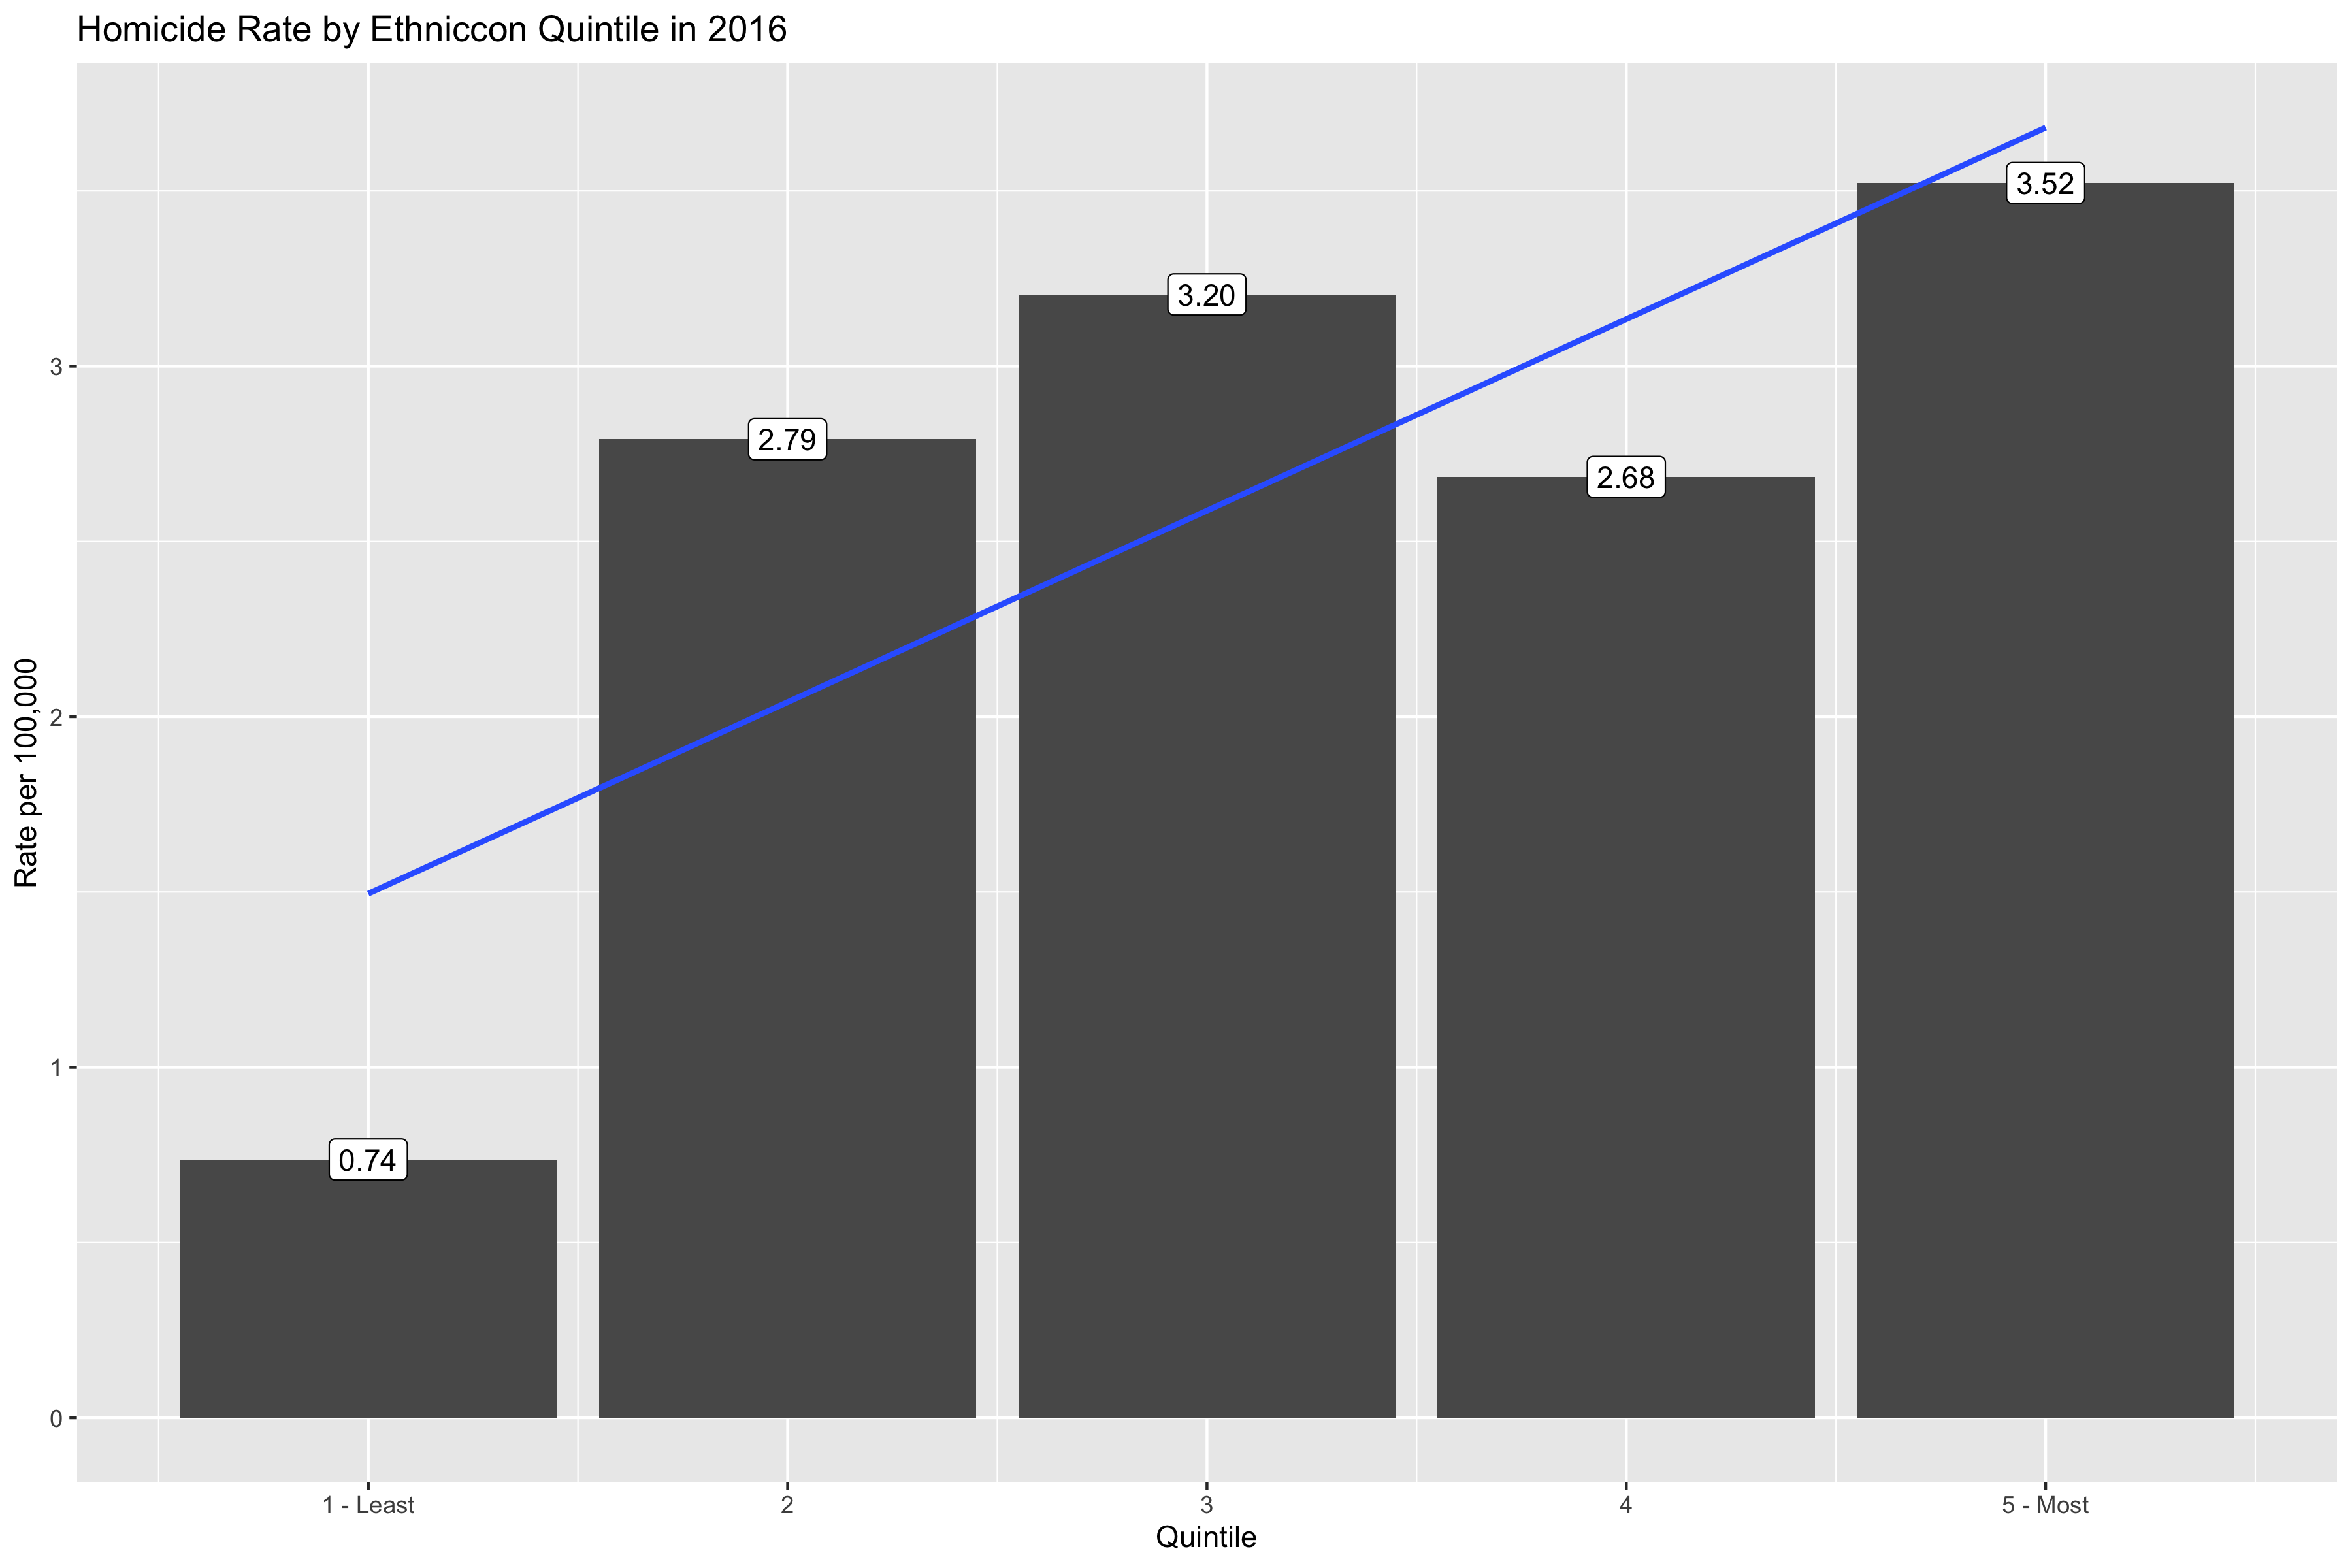 Homicide Rate by Ethniccon Quintile in 2016
3.52
3.20
2.79
2.68
0.74
3
2
1
0
Rate per 100,000
1 - Least
2
3
4
5 - Most
Quintile